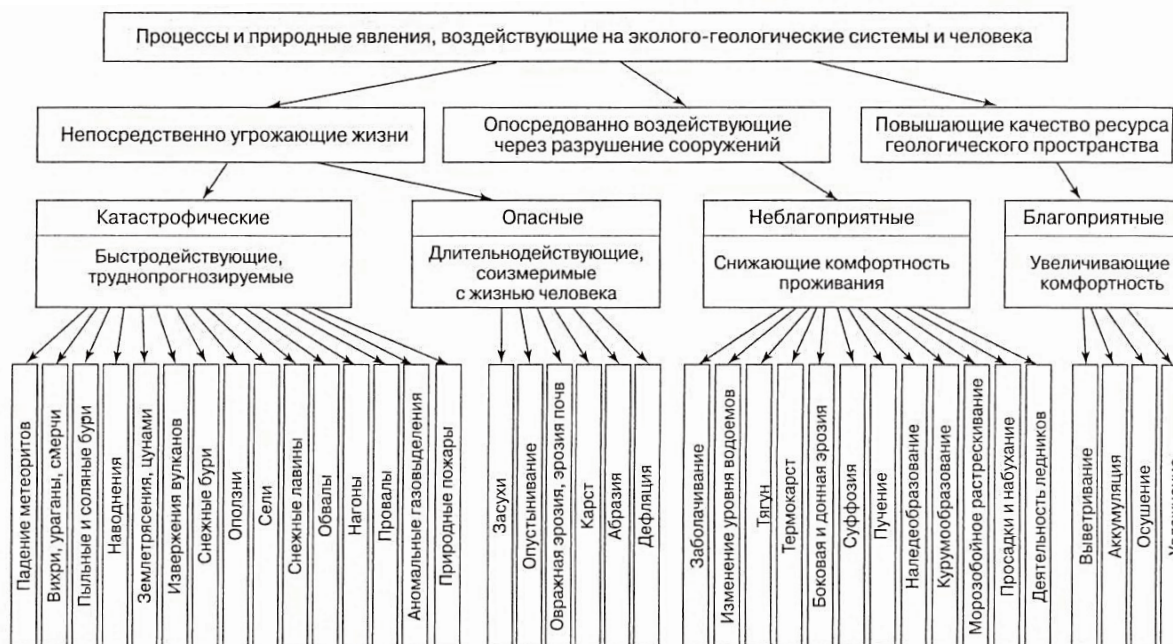 Процессы и природные явления, воздействующие на эколого-геологические системы и человека
Непосредственно угрожающие жизни
Опосредованно воздействующие
через разрушение сооружений
Повышающие качество ресурса
геологического пространства
Катастрофические
Быстродействующие,
труднопрогнозируемые
Опасные
Длительнодействующие,
соизмеримые
с жизнью человека
Неблагоприятные
Снижающие комфортность
проживания
Благоприятные
Увеличивающие
комфортность
Падение метеоритов
Вихри, ураганы, смерчи
Пыльные и соляные бури
Наводнения
Землетрясения, цунами
Извержения вулканов
Снежные бури
Оползни
Сели
Снежные лавины
Обвалы
Нагоны
Провалы
Аномальные газовыделения
Природные пожары
Засухи
Опустынивание
Овражная эрозия, эрозия почв
Карст
Абразия
Дефляция
Заболачивание
Изменение уровня водоемов
Тягун
Термокарст
Боковая и донная эрозия
Суффозия
Пучение
Наледеобразование
Курумообразование
Морозобойное растрескивание
Просадки и набухание
Деятельность ледников
Выветривание
Аккумуляция
Осушение